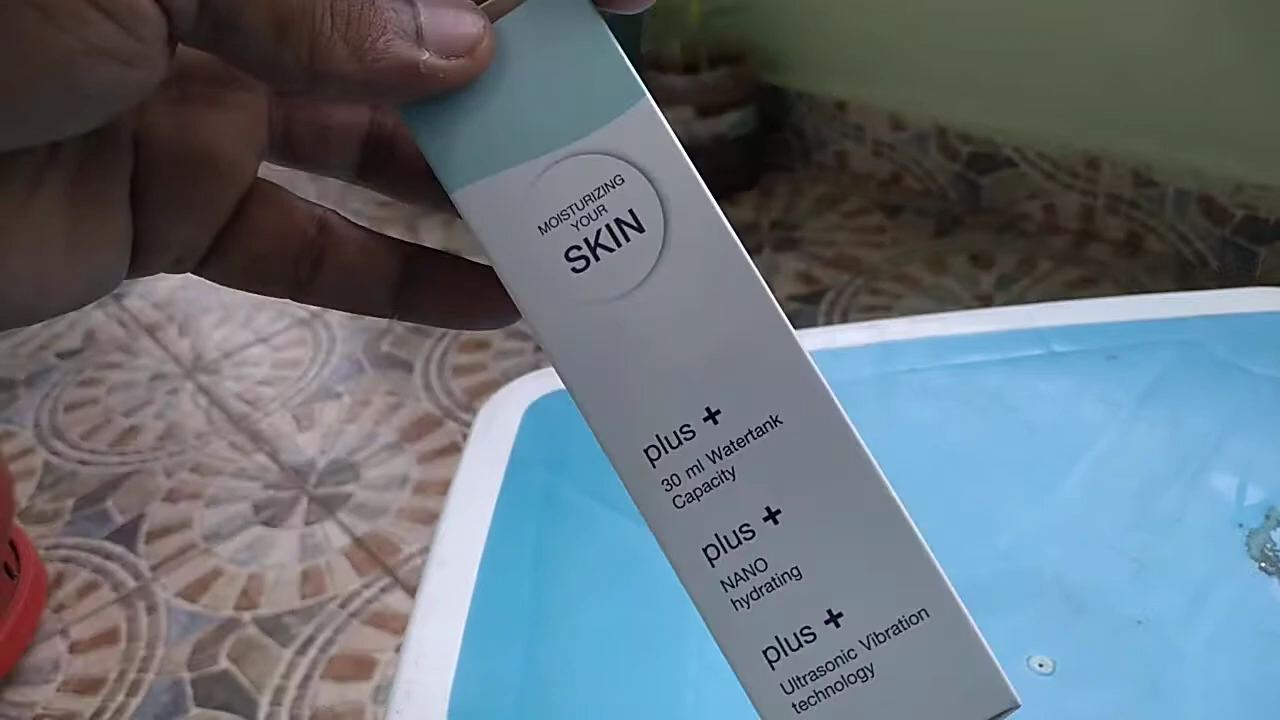 MOISTURIZING
YOUR
SKIN
plus +
30 ml Watertank
Capacity
plus +
NANO
hydrating
plus +
Ultrasonic Vibration
technology